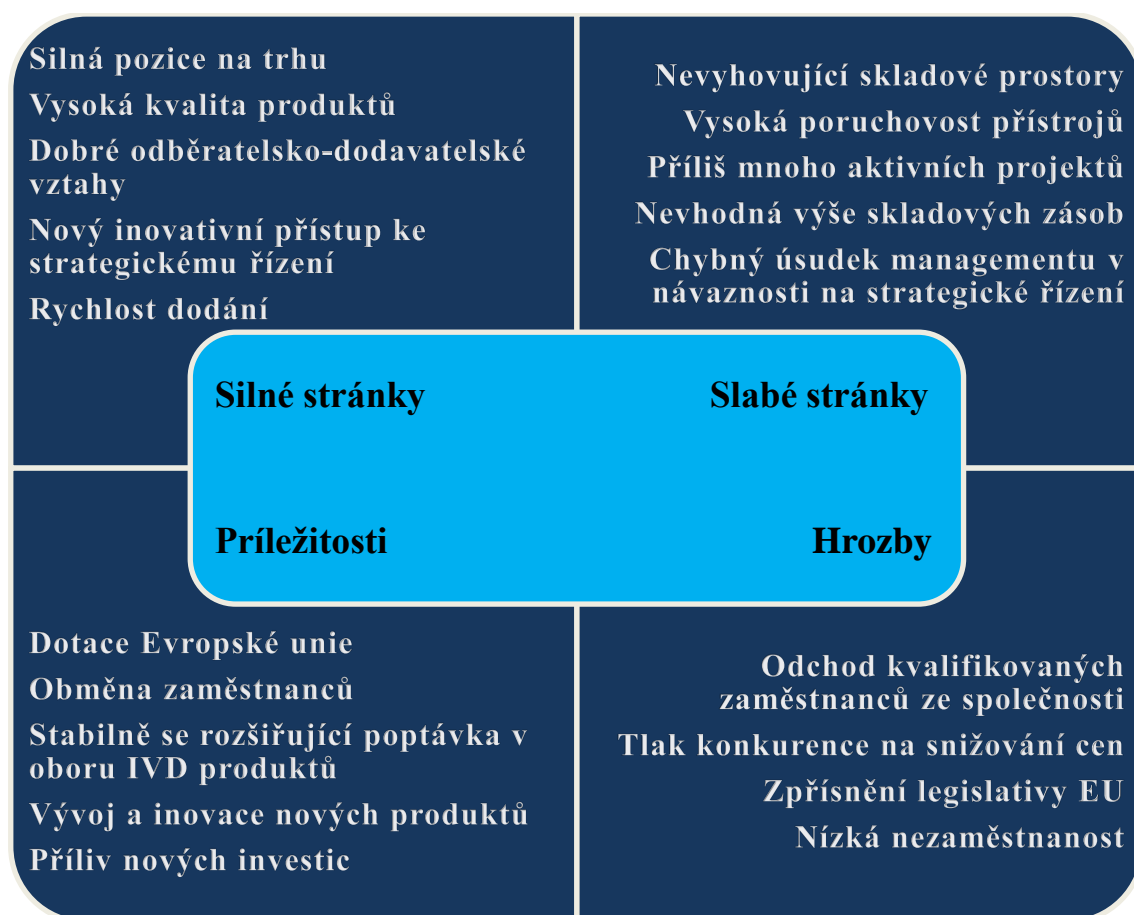 Silná pozice na trhu
Vysoká kvalita produktů
Dobré odběratelsko-dodavatelské
vztahy
Nový inovativní přístup ke
strategickému řízení
Rychlost dodání
Nevyhovující skladové prostory
Vysoká poruchovost přístrojů
Příliš mnoho aktivních projektů
Nevhodná výše skladových zásob
Chybný úsudek managementu v
návaznosti na strategické řízení
Silné stránky
Slabé stránky
Príležitosti
Hrozby
Dotace Evropské unie
Obměna zaměstnanců
Stabilně se rozšiřující poptávka v
oboru IVD produktů
Vývoj a inovace nových produktů
Příliv nových investic
Odchod kvalifikovaných
zaměstnanců ze společnosti
Tlak konkurence na snižování cen
Zpřísnění legislativy EU
Nízká nezaměstnanost